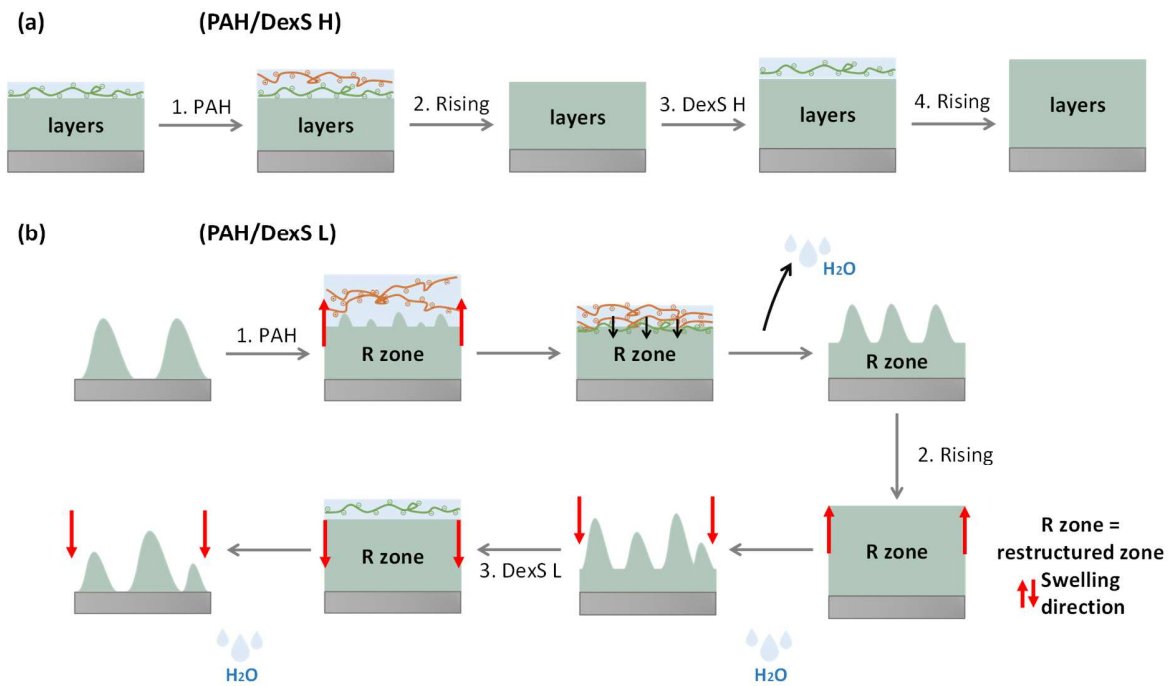 (a)
(PAH/DexS H)
layers
1. PAH
layers
2. Rising
layers
3. DexS H
layers
4. Rising
layers
(b)
(PAH/DexS L)
H2O
1. PAH
R zone
R zone
R zone
2. Rising
R zone
3. DexS L
R zone
R zone =
restructured zone
Swelling
direction
H2O
H2O